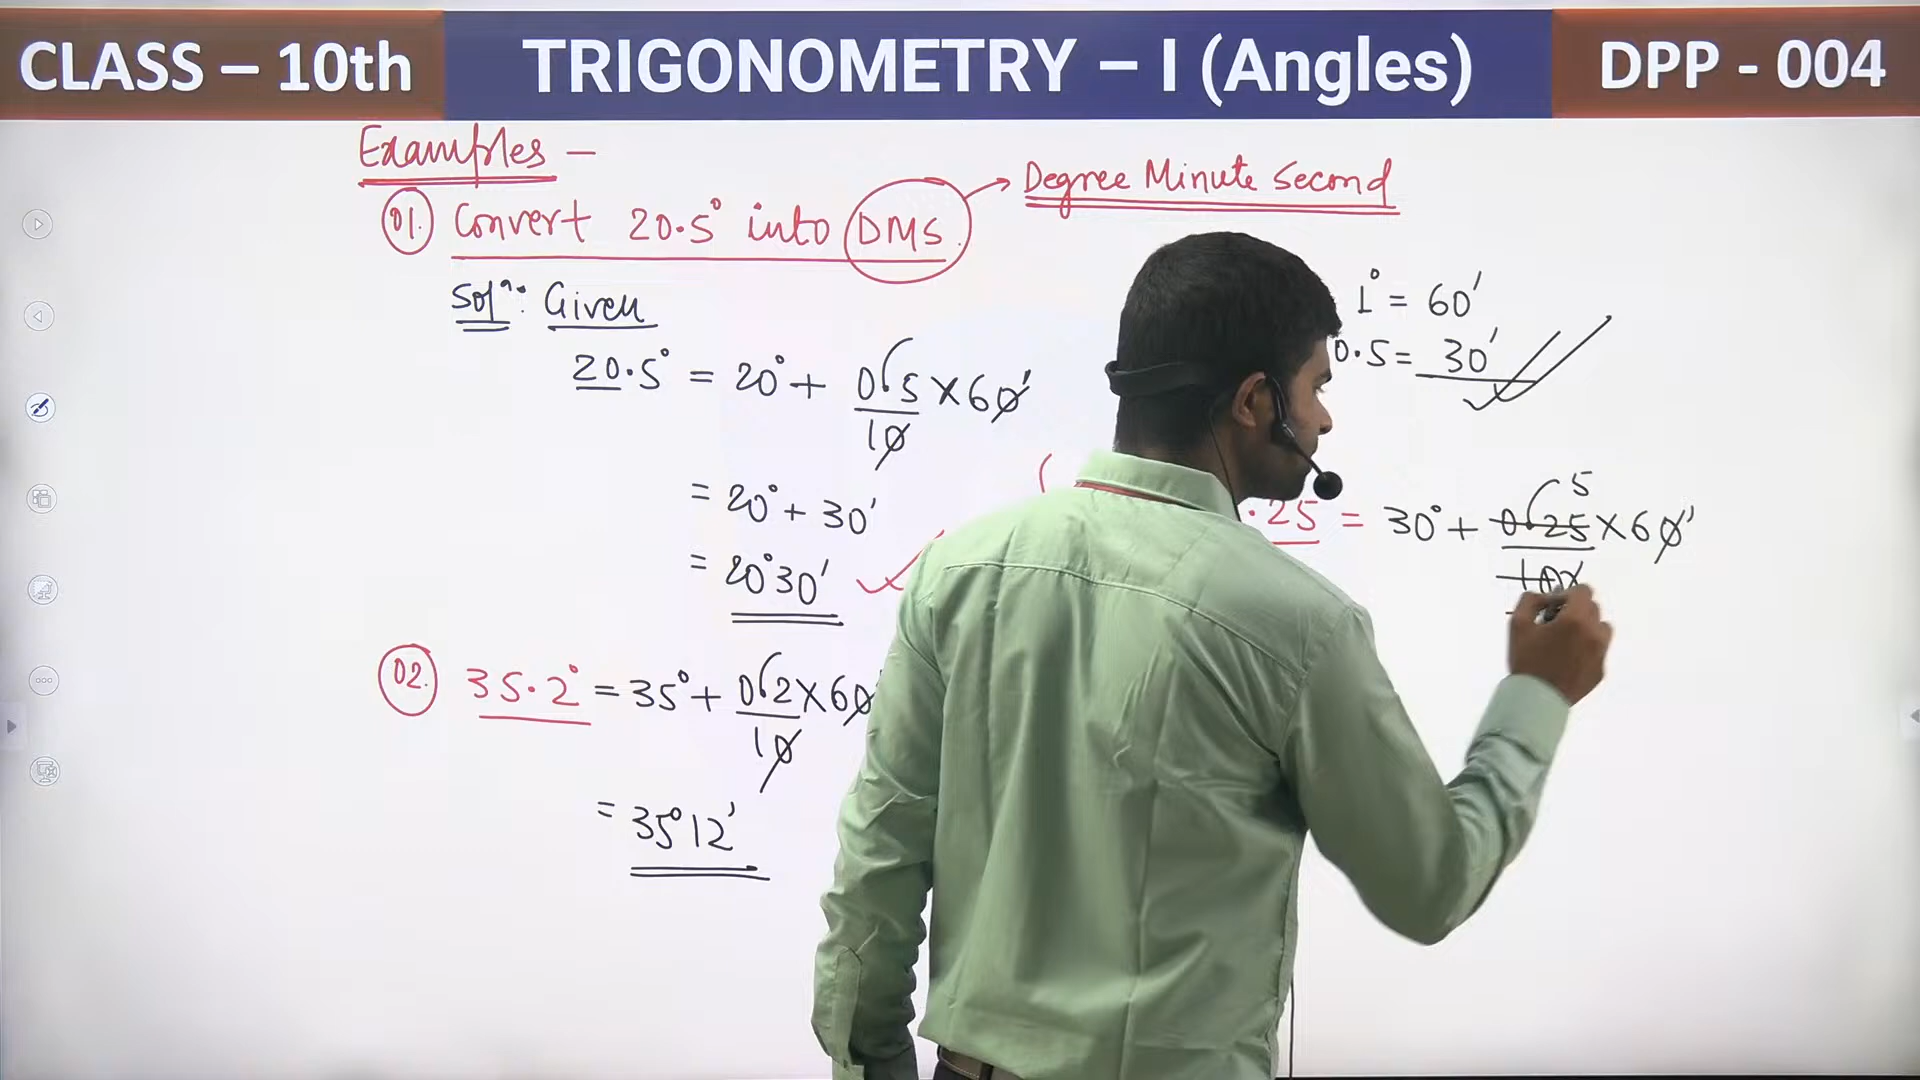 CLASS – 10th TRIGONOMETRY – I (Angles) DPP - 004
Examples –
01. Convert 20.5° into DMS. → Degree Minute Second
Solⁿ: Given
20.5° = 20° + 0.5 × 60'
10
= 20° + 30'
= 20°30'
02. 35.2° = 35° + 0.2 × 60'
10
= 35°12'
1° = 60'
0.5 = 30'
5
.25 = 30° + 0.25 × 60'